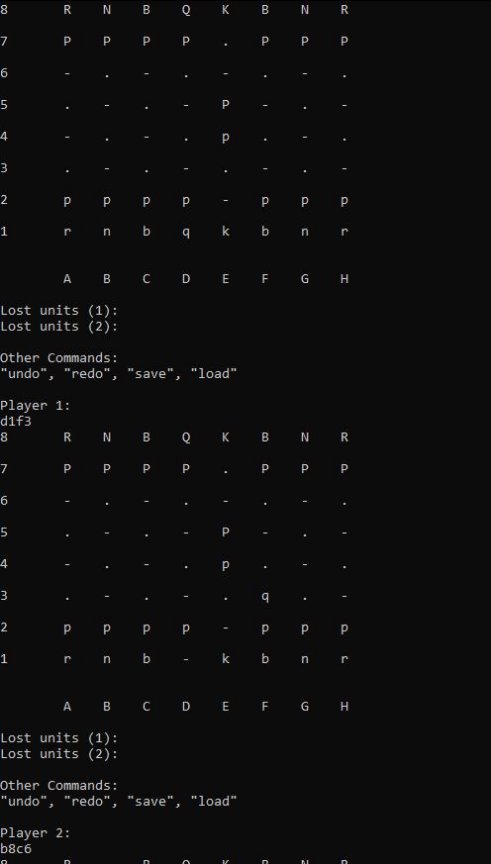 8 R N B Q K B N R
7 P P P P . P P P
6 - . - . - . - .
5 . - . - P - . -
4 - . - . p . - .
3 . - . - . - . -
2 p p p p - p p p
1 r n b q k b n r
A B C D E F G H
Lost units (1):
Lost units (2):
Other Commands:
"undo", "redo", "save", "load"
Player 1:
d1f3
8 R N B Q K B N R
7 P P P P . P P P
6 - . - . - . - .
5 . - . - P - . -
4 - . - . p . - .
3 . - . - . q . -
2 p p p p - p p p
1 r n b - k b n r
A B C D E F G H
Lost units (1):
Lost units (2):
Other Commands:
"undo", "redo", "save", "load"
Player 2:
b8c6